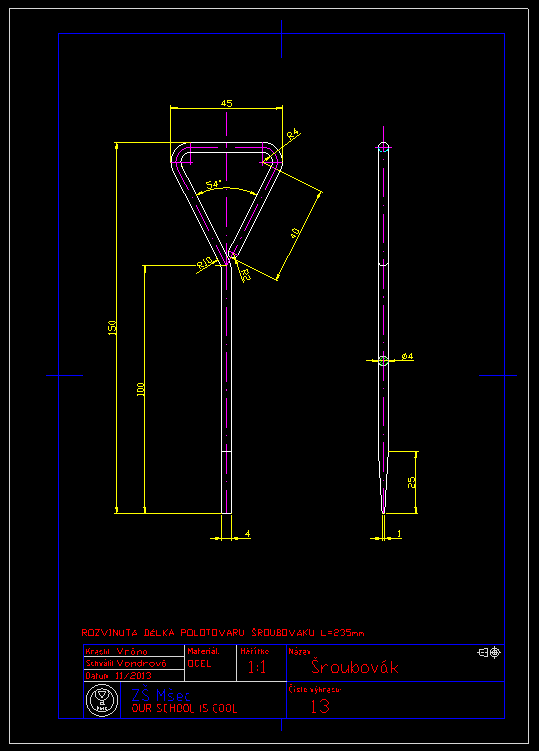 45
R4
54°
40
R10
R2
150
100
⌀4
25
4
1
ROZVINUTÁ DÉLKA POLOTOVARU ŠROUBOVÁKU L=235mm
Kreslil Vrána
Materiál
Měřítko
Název
Schválil Vondrová
OCEL
1:1
Šroubovák
Datum 11/2013
ZŠ Mšec
OUR SCHOOL IS COOL
Číslo výkresu
13